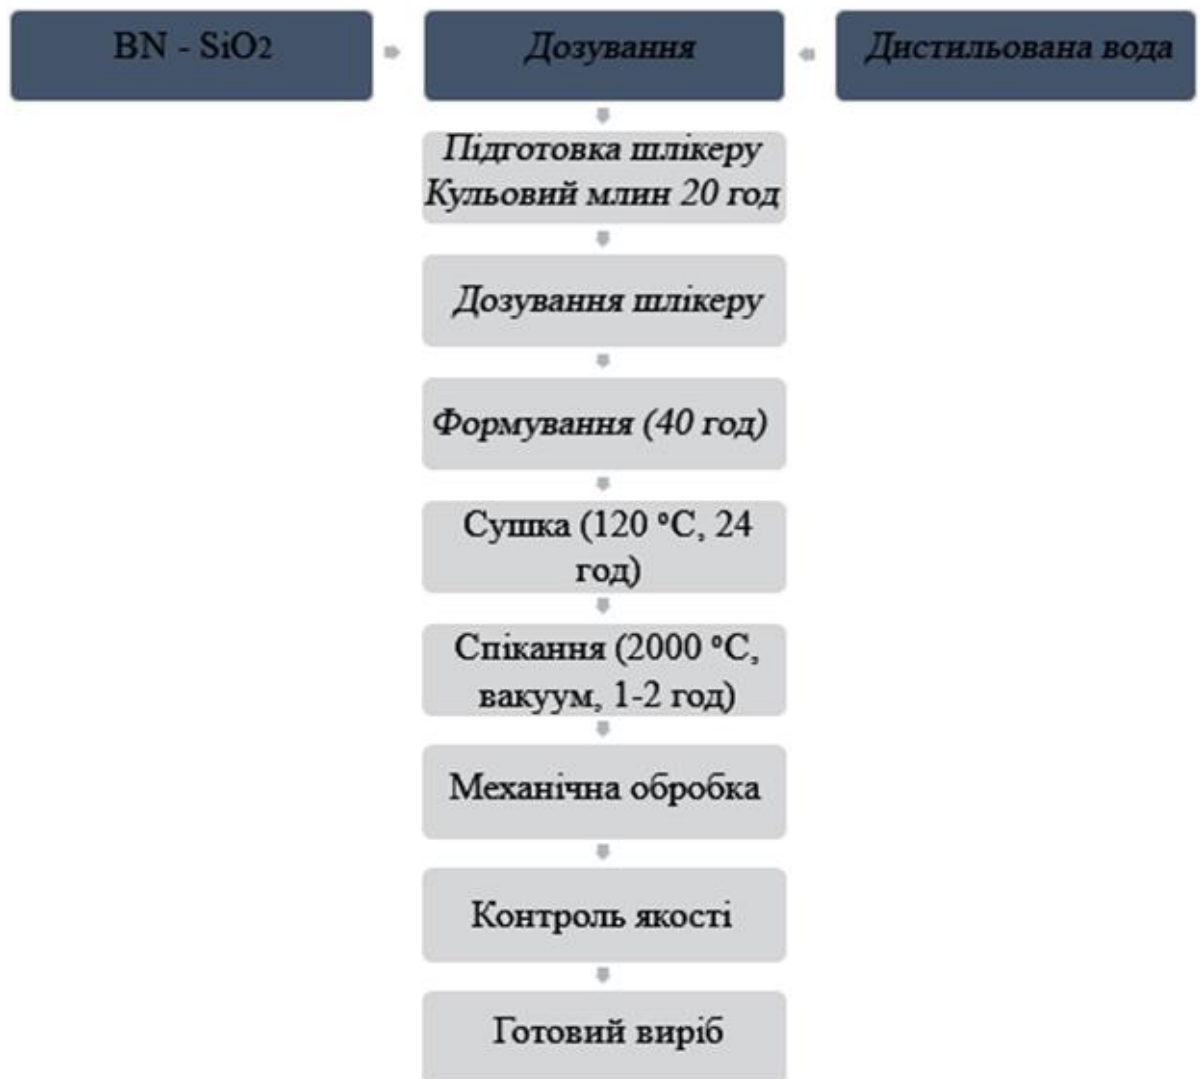 BN - SiO2
Дозування
Дистильована вода
Підготовка шлікеру
Кульовий млин 20 год
Дозування шлікеру
Формування (40 год)
Сушка (120 °C, 24
год)
Спікання (2000 °C,
вакуум, 1-2 год)
Механічна обробка
Контроль якості
Готовий виріб